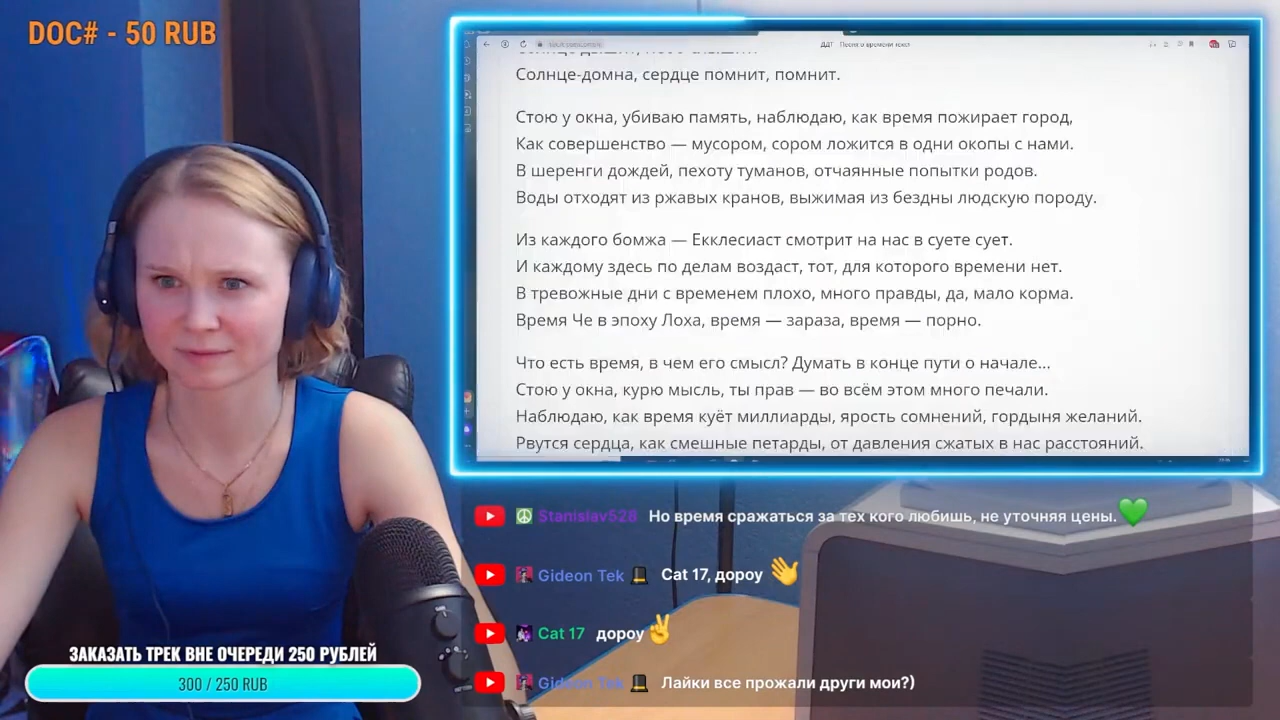 DOC# - 50 RUB
ДДТ Песня о времени текст
Солнце-домна, сердце помнит, помнит.
Стою у окна, убиваю память, наблюдаю, как время пожирает город,
Как совершенство — мусором, сором ложится в одни окопы с нами.
В шеренги дождей, пехоту туманов, отчаянные попытки родов.
Воды отходят из ржавых кранов, выжимая из бездны людскую породу.
Из каждого бомжа — Екклесиаст смотрит на нас в суете сует.
И каждому здесь по делам воздаст, тот, для которого времени нет.
В тревожные дни с временем плохо, много правды, да, мало корма.
Время Че в эпоху Лоха, время — зараза, время — порно.
Что есть время, в чем его смысл? Думать в конце пути о начале...
Стою у окна, курю мысль, ты прав — во всём этом много печали.
Наблюдаю, как время куёт миллиарды, ярость сомнений, гордыня желаний.
Рвутся сердца, как смешные петарды, от давления сжатых в нас расстояний.
Stanislav528 Но время сражаться за тех кого любишь, не уточняя цены.
Gideon Tek Cat 17, дороу
Cat 17 дороу
Gideon Tek Лайки все прожали други мои?)
ЗАКАЗАТЬ ТРЕК ВНЕ ОЧЕРЕДИ 250 РУБЛЕЙ
300 / 250 RUB